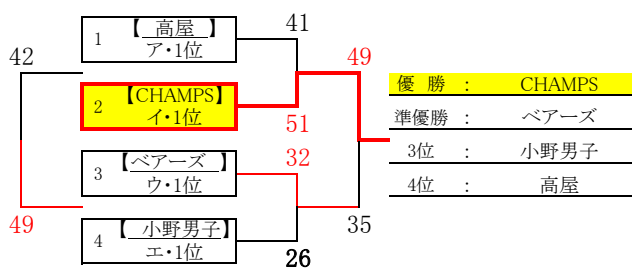 41
42
1 【 高屋 】
ア・1位
49
2 【CHAMPS】
イ・1位
51
優 勝 : CHAMPS
準優勝 : ベアーズ
3位 : 小野男子
4位 : 高屋
32
3 【ベアーズ 】
ウ・1位
49
35
4 【 小野男子】
エ・1位
26